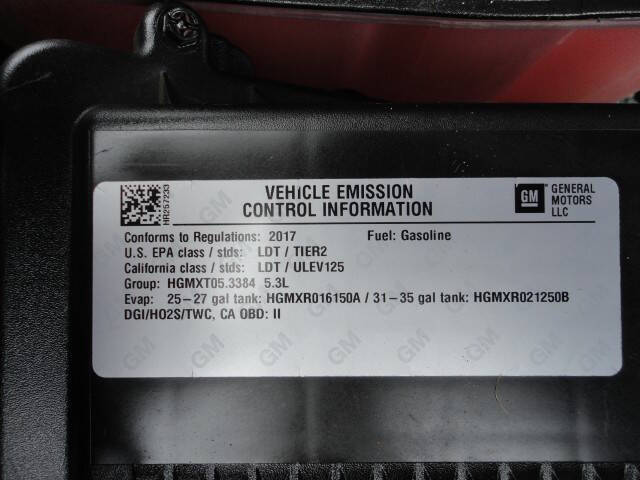 HR257233
VEHICLE EMISSION
CONTROL INFORMATION
GM
GENERAL
MOTORS
LLC
Conforms to Regulations: 2017 Fuel: Gasoline
U.S. EPA class / stds: LDT / TIER2
California class / stds: LDT / ULEV125
Group: HGMXT05.3384 5.3L
Evap: 25-27 gal tank: HGMXR016150A / 31-35 gal tank: HGMXR021250B
DGI/HO2S/TWC, CA OBD: II